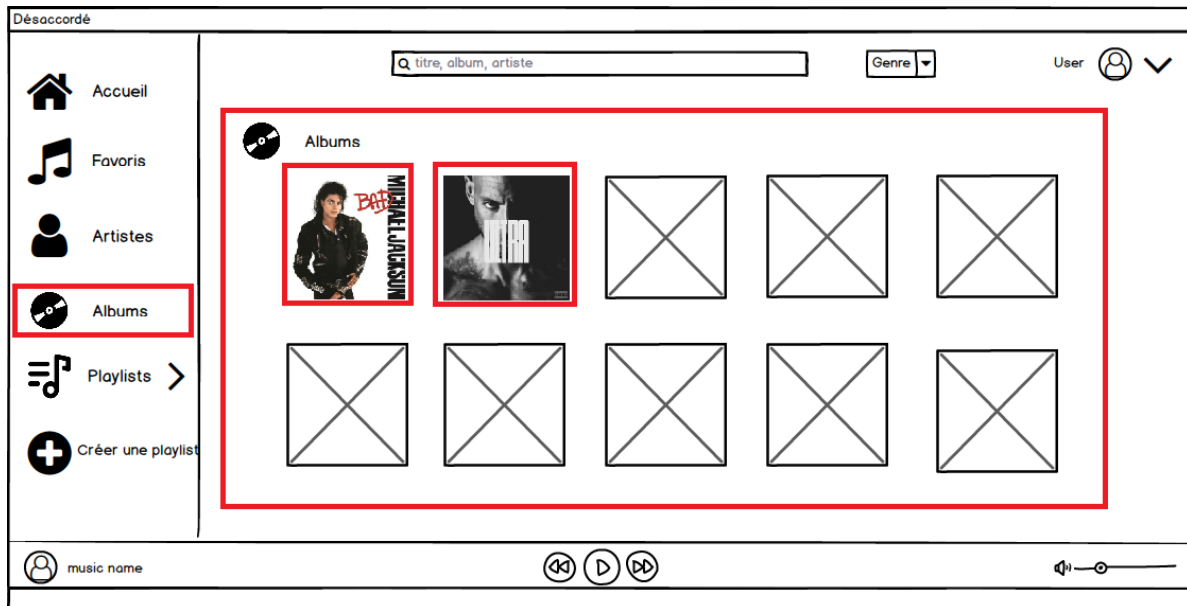 Désaccordé
titre, album, artiste
Genre
User
Accueil
Favoris
Artistes
Albums
Playlists
Créer une playlist
Albums
BAD
MICHAEL JACKSON
music name